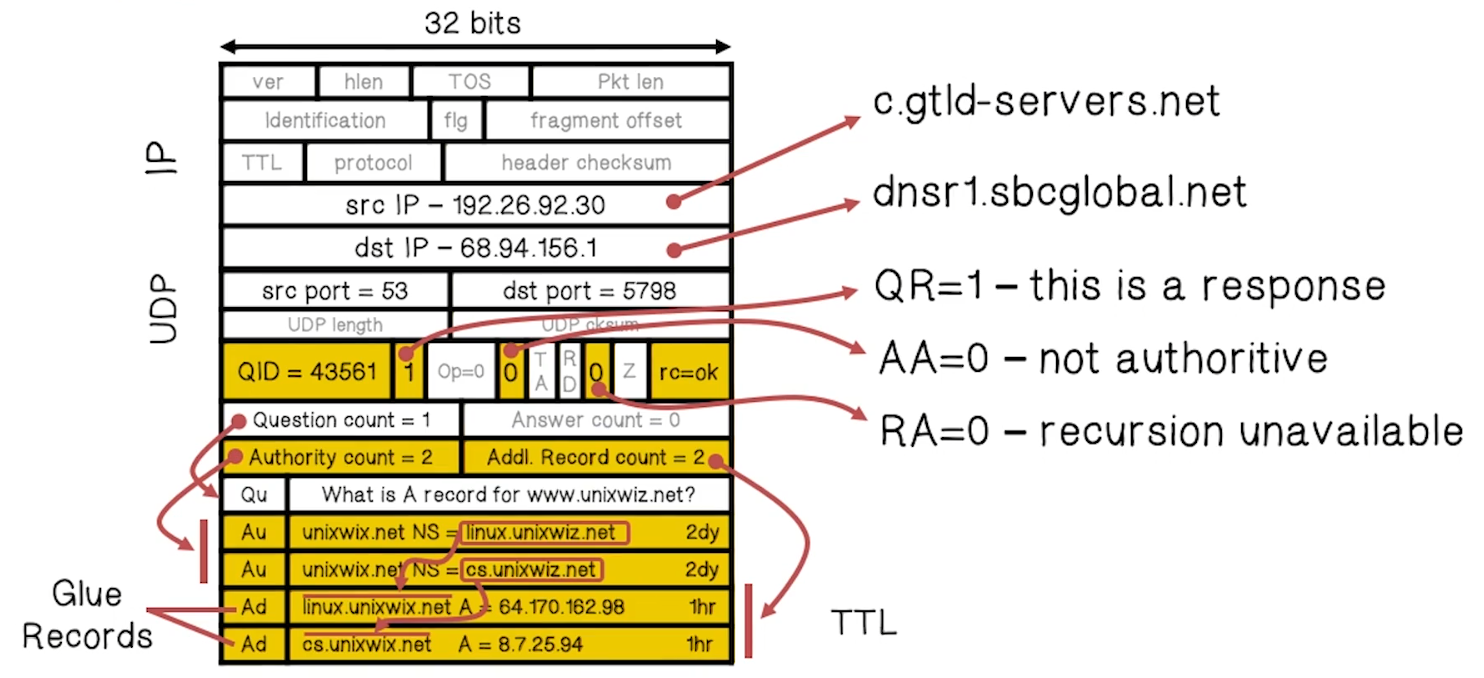 32 bits
ver hlen TOS Pkt len
Identification flg fragment offset
c.gtld-servers.net
IP
TTL protocol header checksum
src IP – 192.26.92.30
dnsr1.sbcglobal.net
dst IP – 68.94.156.1
UDP
src port = 53 dst port = 5798
QR=1 – this is a response
UDP length UDP cksum
QID = 43561 1 Op=0 0 TA RD 0 Z rc=ok
AA=0 – not authoritive
Question count = 1 Answer count = 0
RA=0 – recursion unavailable
Authority count = 2 Addl. Record count = 2
Qu What is A record for www.unixwiz.net?
Au unixwix.net NS = linux.unixwiz.net 2dy
Au unixwix.net NS = cs.unixwiz.net 2dy
Glue
Records
Ad linux.unixwix.net A = 64.170.162.98 1hr
TTL
Ad cs.unixwix.net A = 8.7.25.94 1hr